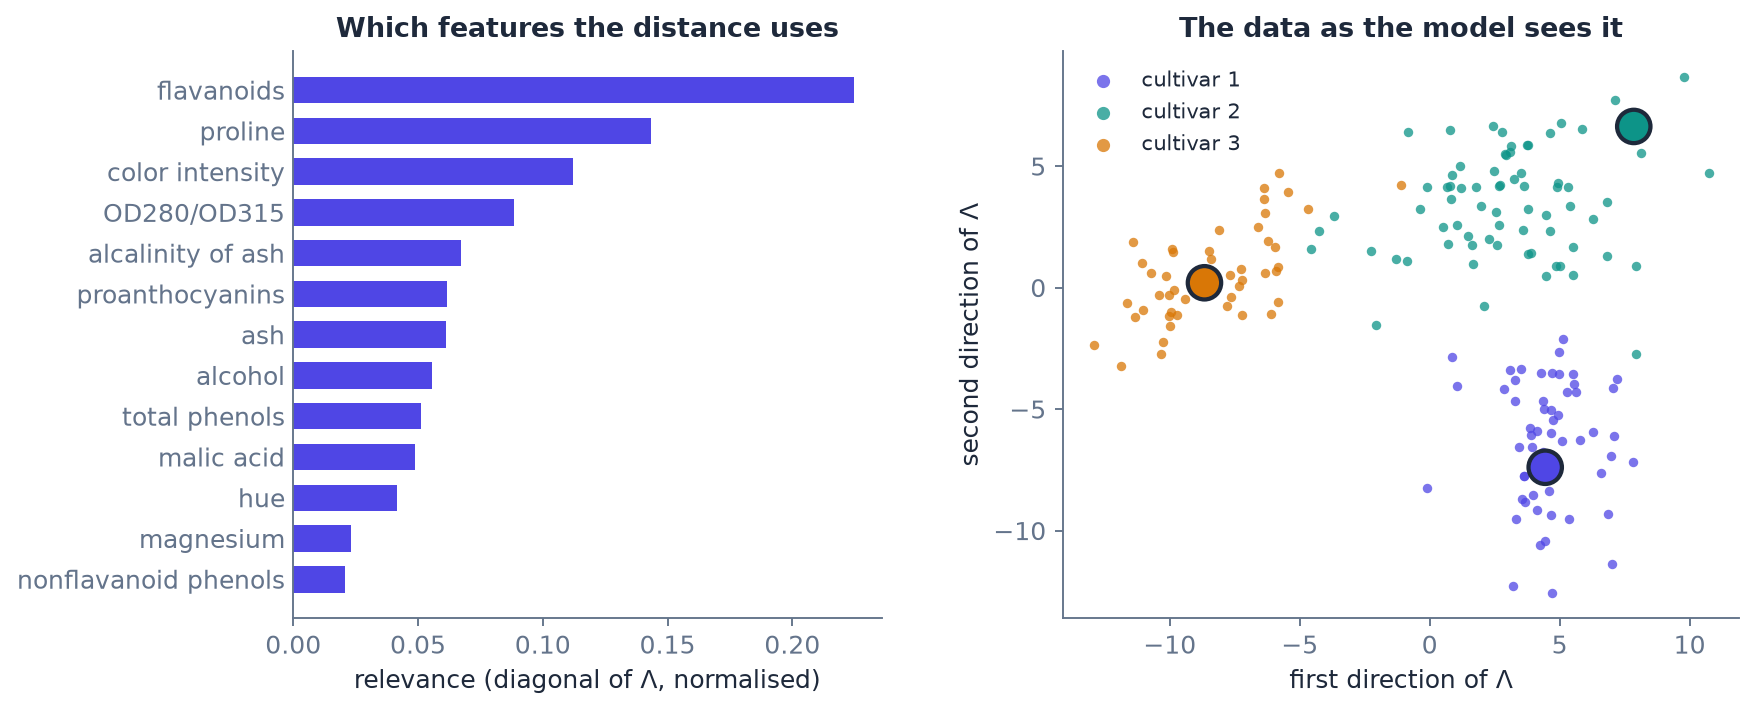 Which features the distance uses
flavanoids
proline
color intensity
OD280/OD315
alcalinity of ash
proanthocyanins
ash
alcohol
total phenols
malic acid
hue
magnesium
nonflavanoid phenols
0.00 0.05 0.10 0.15 0.20
relevance (diagonal of Λ, normalised)
The data as the model sees it
cultivar 1
cultivar 2
cultivar 3
second direction of Λ
5
0
−5
−10
−10 −5 0 5 10
first direction of Λ